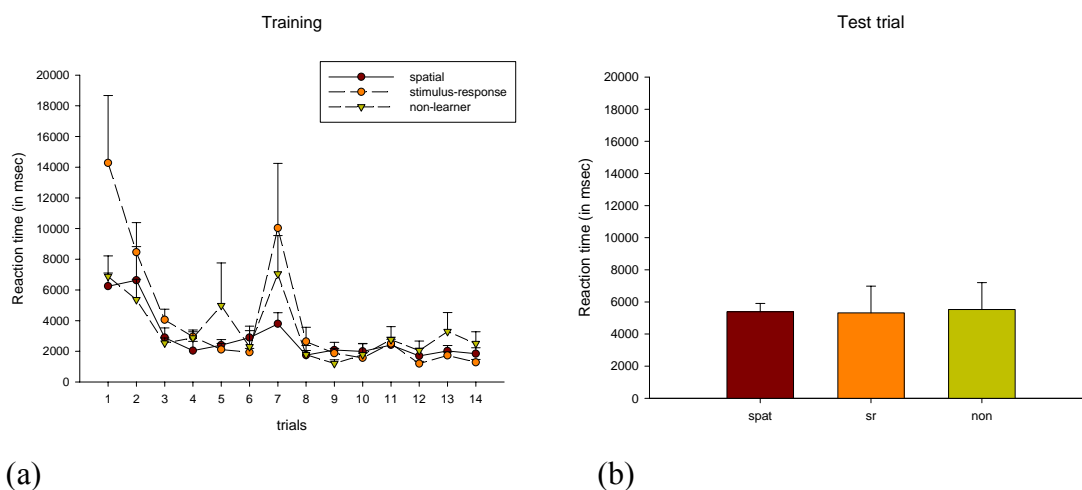 Training
Reaction time (in msec)
20000
18000
16000
14000
12000
10000
8000
6000
4000
2000
0
spatial
stimulus-response
non-learner
1 2 3 4 5 6 7 8 9 10 11 12 13 14
trials
(a)
Test trial
Reaction time (in msec)
20000
18000
16000
14000
12000
10000
8000
6000
4000
2000
0
spat sr non
(b)